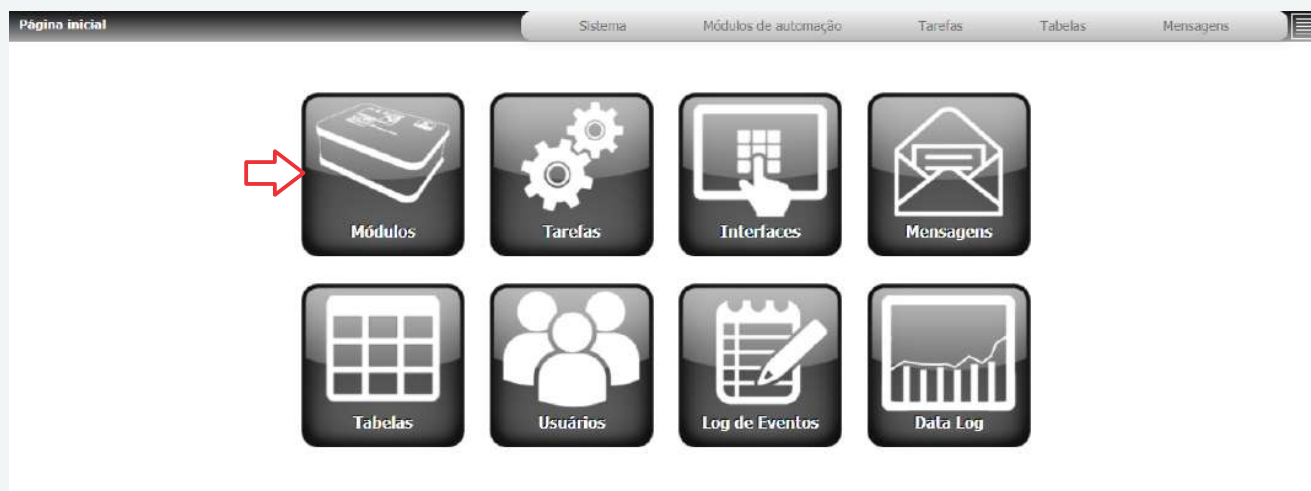 Página inicial
Sistema
Módulos de automação
Tarefas
Tabelas
Mensagens
Módulos
Tarefas
Interfaces
Mensagens
Tabelas
Usuários
Log de Eventos
Data Log